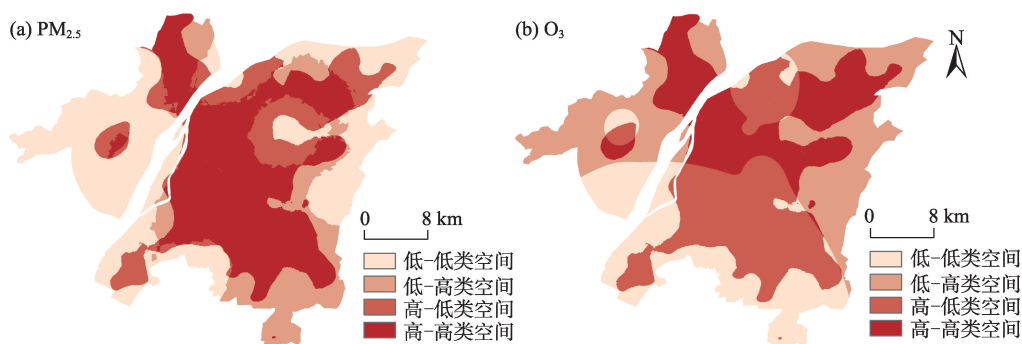 (a) PM2.5
(b) O3
N
0 8 km
低-低类空间
低-高类空间
高-低类空间
高-高类空间
0 8 km
低-低类空间
低-高类空间
高-低类空间
高-高类空间